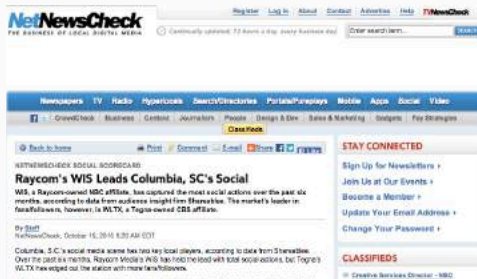 Register Log In About Contact Advertise Help TVNewsCheck
NetNewsCheck
THE BUSINESS OF LOCAL DIGITAL MEDIA
Continually updated 12 hours a day every business day
Enter search term... SEARCH
Newspapers TV Radio Hyperlocals Search/Directories Portals/Pureplays Mobile Apps Social Video
CrowdCheck Business Content Journalism People Design & Dev Sales & Marketing Gadgets Pay Strategies
Classifieds
Back to home Print Comment E-mail Share
NETNEWSCHECK SOCIAL SCORECARD
Raycom's WIS Leads Columbia, SC's Social
WIS, a Raycom-owned NBC affiliate, has captured the most social actions over the past six
months, according to data from audience insight firm Shareablee. The market's leader in
fans/followers, however, is WLTX, a Tegna-owned CBS affiliate.
By Staff
NetNewsCheck, October 19, 2015 8:20 AM EDT
Columbia, S.C.'s social media scene has two key local players, according to data from Shareablee.
Over the past six months, Raycom Media's WIS has held the lead with total social actions, but Tegna's
WLTX has edged out the station with more fans/followers.
STAY CONNECTED
Sign Up for Newsletters
Join Us at Our Events
Become a Member
Update Your Email Address
Change Your Password
CLASSIFIEDS
Creative Services Director - NBC